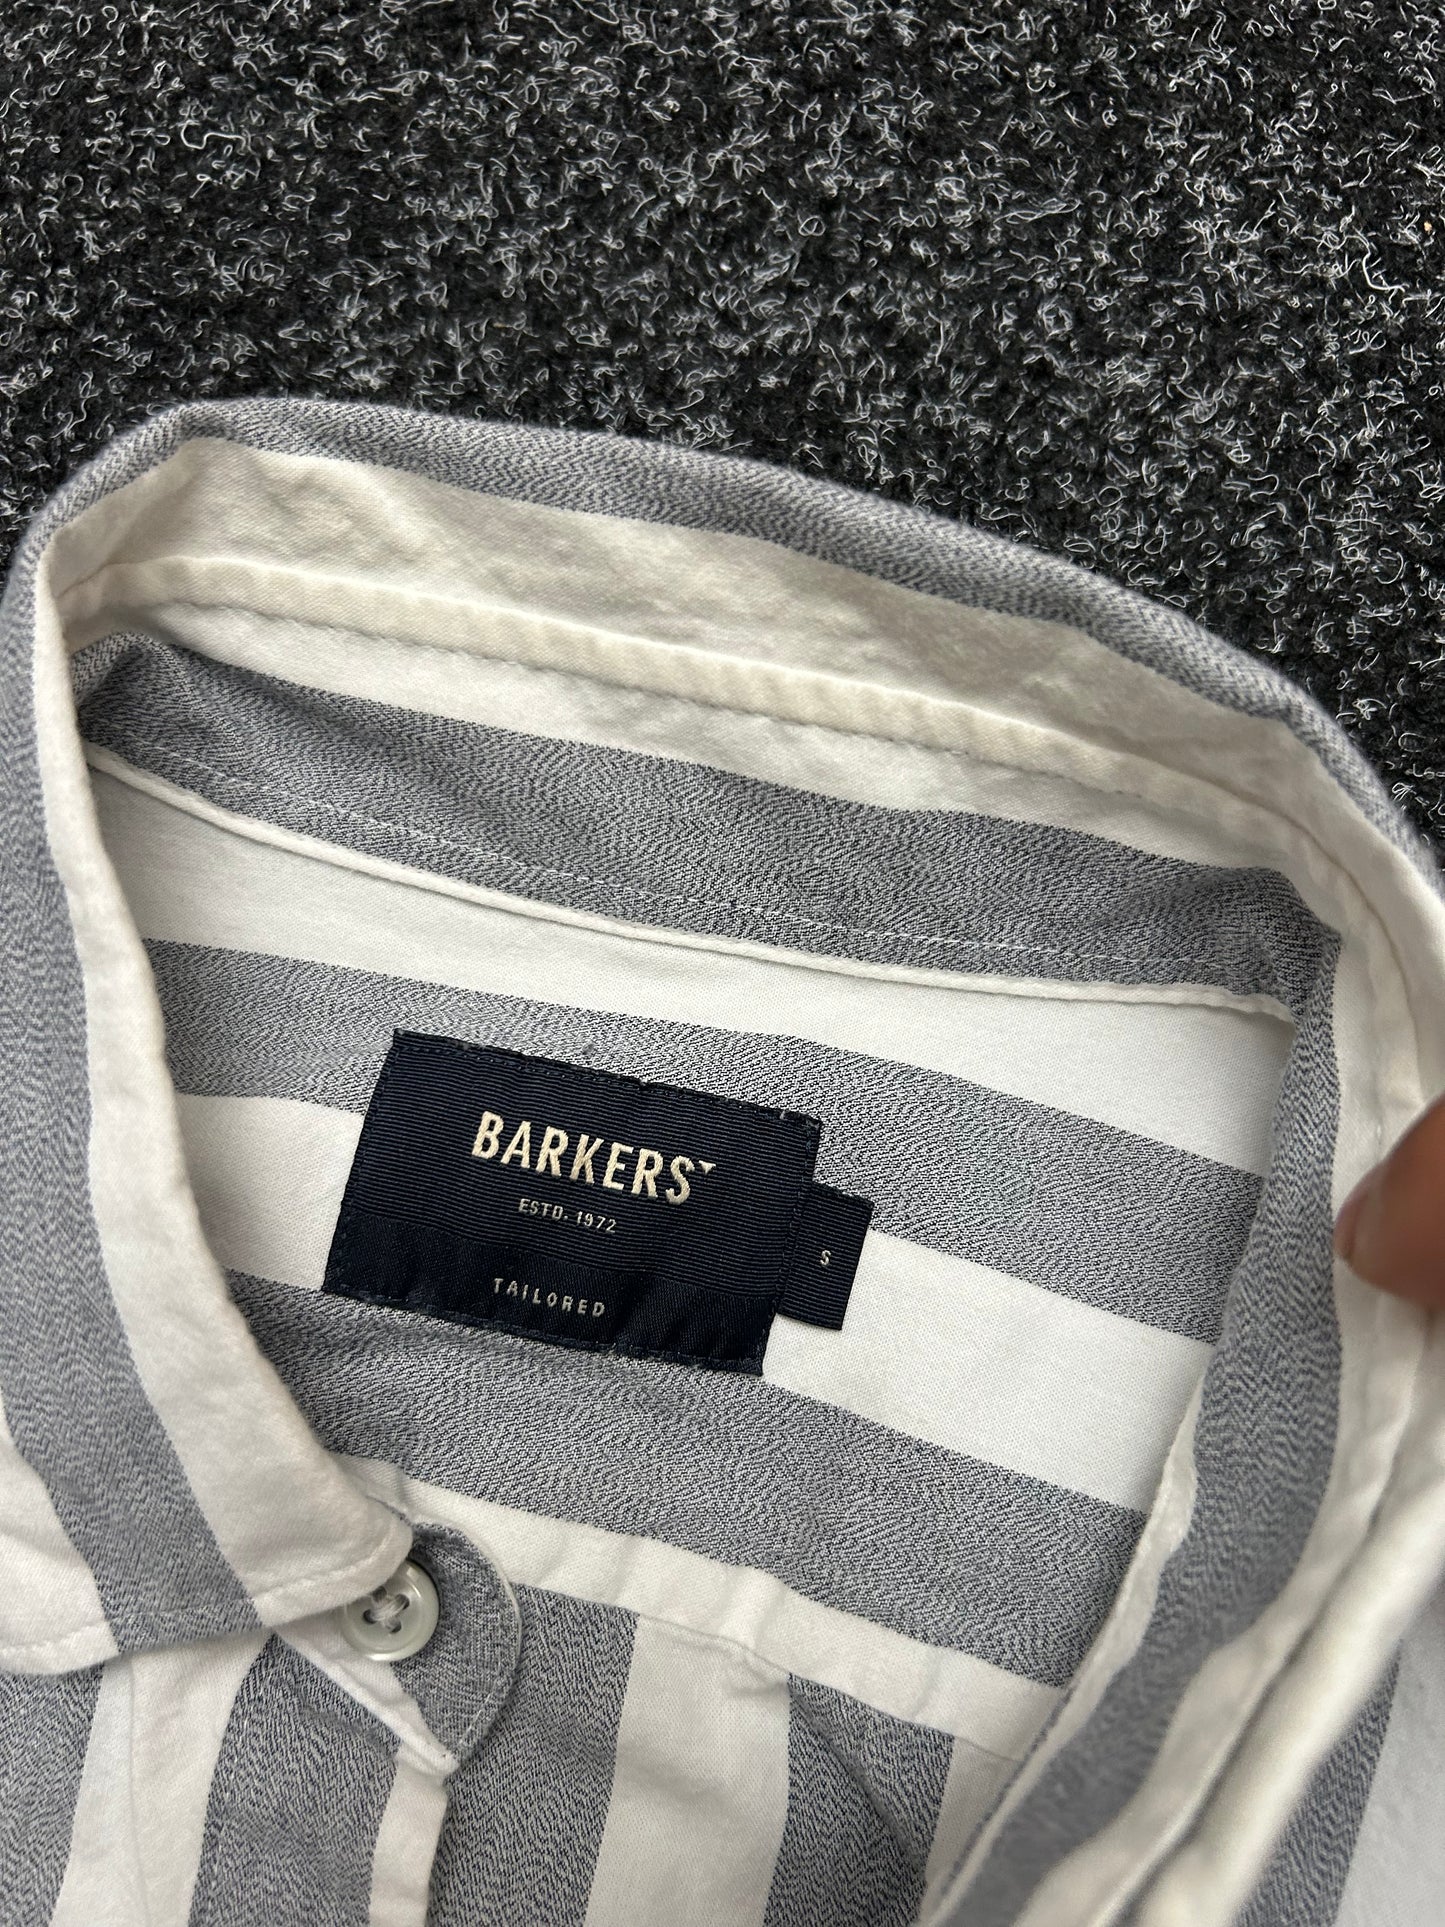 BARKERS
ESTD. 1972
TAILORED
S